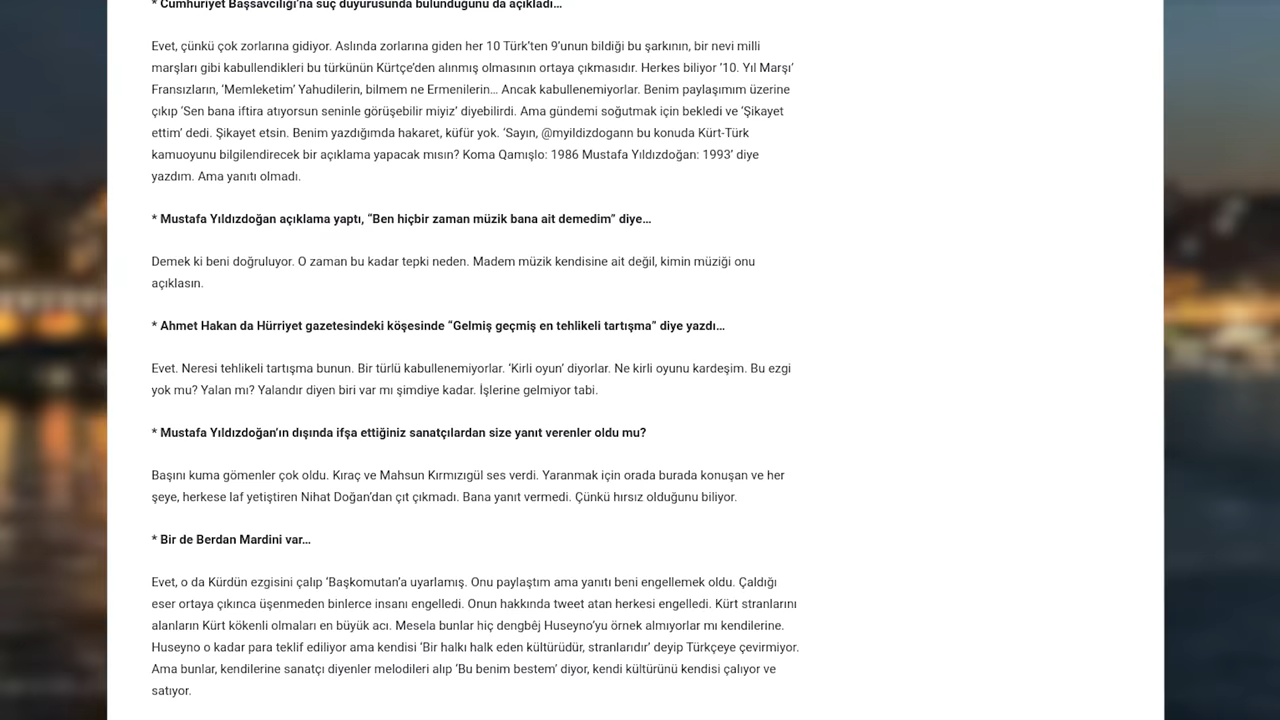 * Cumhuriyet Başsavcılığı’na suç duyurusunda bulunduğunu da açıkladı…
Evet, çünkü çok zorlarına gidiyor. Aslında zorlarına giden her 10 Türk’ten 9’unun bildiği bu şarkının, bir nevi milli
marşları gibi kabullendikleri bu türkünün Kürtçe’den alınmış olmasının ortaya çıkmasıdır. Herkes biliyor ‘10. Yıl Marşı’
Fransızların, ‘Memleketim’ Yahudilerin, bilmem ne Ermenilerin… Ancak kabullenemiyorlar. Benim paylaşımım üzerine
çıkıp ‘Sen bana iftira atıyorsun seninle görüşebilir miyiz’ diyebilirdi. Ama gündemi soğutmak için bekledi ve ‘Şikayet
ettim’ dedi. Şikayet etsin. Benim yazdığımda hakaret, küfür yok. ‘Sayın, @myildizdogann bu konuda Kürt-Türk
kamuoyunu bilgilendirecek bir açıklama yapacak mısın? Koma Qamışlo: 1986 Mustafa Yıldızdoğan: 1993’ diye
yazdım. Ama yanıtı olmadı.
* Mustafa Yıldızdoğan açıklama yaptı, “Ben hiçbir zaman müzik bana ait demedim” diye…
Demek ki beni doğruluyor. O zaman bu kadar tepki neden. Madem müzik kendisine ait değil, kimin müziği onu
açıklasın.
* Ahmet Hakan da Hürriyet gazetesindeki köşesinde “Gelmiş geçmiş en tehlikeli tartışma” diye yazdı…
Evet. Neresi tehlikeli tartışma bunun. Bir türlü kabullenemiyorlar. ‘Kirli oyun’ diyorlar. Ne kirli oyunu kardeşim. Bu ezgi
yok mu? Yalan mı? Yalandır diyen biri var mı şimdiye kadar. İşlerine gelmiyor tabi.
* Mustafa Yıldızdoğan’ın dışında ifşa ettiğiniz sanatçılardan size yanıt verenler oldu mu?
Başını kuma gömenler çok oldu. Kıraç ve Mahsun Kırmızıgül ses verdi. Yaranmak için orada burada konuşan ve her
şeye, herkese laf yetiştiren Nihat Doğan’dan çıt çıkmadı. Bana yanıt vermedi. Çünkü hırsız olduğunu biliyor.
* Bir de Berdan Mardini var…
Evet, o da Kürdün ezgisini çalıp ‘Başkomutan’a uyarlamış. Onu paylaştım ama yanıtı beni engellemek oldu. Çaldığı
eser ortaya çıkınca üşenmeden binlerce insanı engelledi. Onun hakkında tweet atan herkesi engelledi. Kürt stranlarını
alanların Kürt kökenli olmaları en büyük acı. Mesela bunlar hiç dengbêj Huseyno’yu örnek almıyorlar mı kendilerine.
Huseyno o kadar para teklif ediliyor ama kendisi ‘Bir halkı halk eden kültürüdür, stranlarıdır’ deyip Türkçeye çevirmiyor.
Ama bunlar, kendilerine sanatçı diyenler melodileri alıp ‘Bu benim bestem’ diyor, kendi kültürünü kendisi çalıyor ve
satıyor.